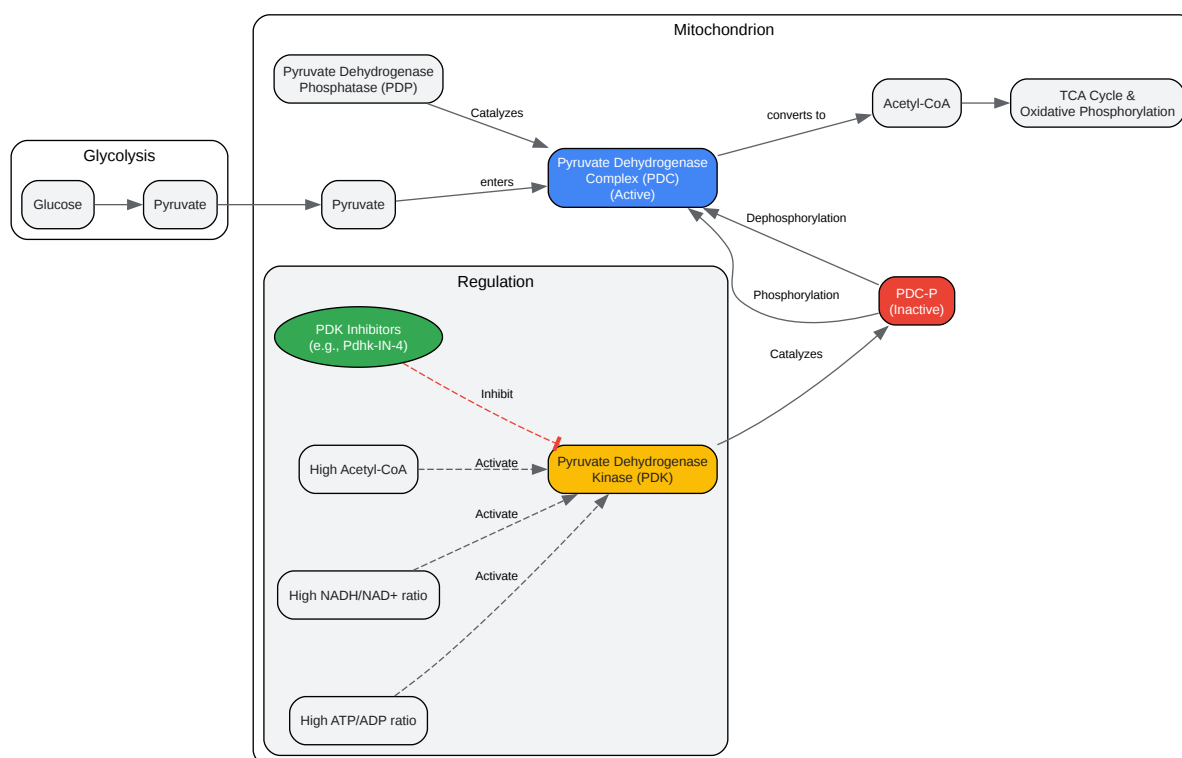 Mitochondrion
Pyruvate Dehydrogenase
Phosphatase (PDP)
Catalyzes
Acetyl-CoA
TCA Cycle &
Oxidative Phosphorylation
converts to
Glycolysis
Glucose
Pyruvate
Pyruvate
enters
Pyruvate Dehydrogenase
Complex (PDC)
(Active)
Dephosphorylation
Phosphorylation
PDC-P
(Inactive)
Catalyzes
Regulation
PDK Inhibitors
(e.g., Pdhk-IN-4)
Inhibit
High Acetyl-CoA
Activate
Pyruvate Dehydrogenase
Kinase (PDK)
Activate
High NADH/NAD+ ratio
Activate
High ATP/ADP ratio